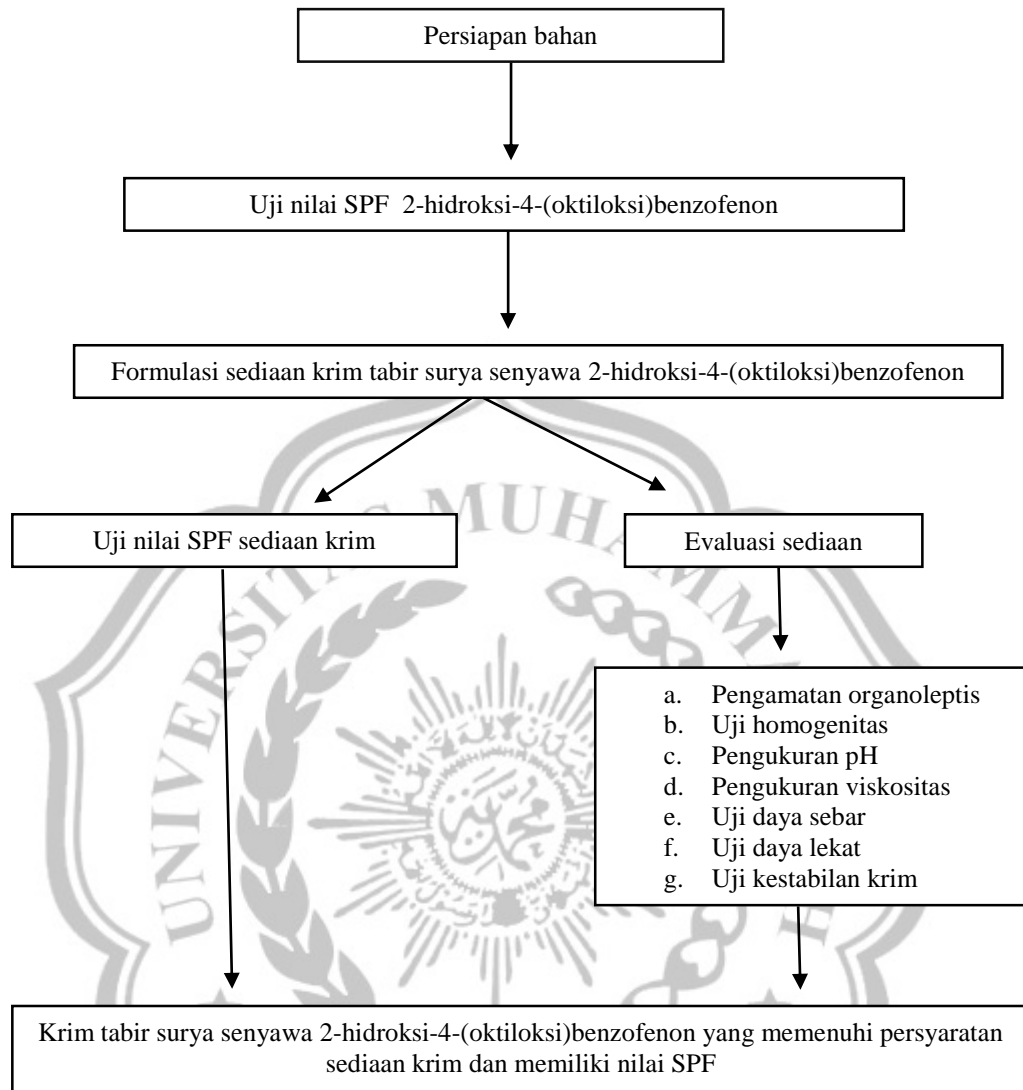 Persiapan bahan
Uji nilai SPF 2-hidroksi-4-(oktiloksi)benzofenon
Formulasi sediaan krim tabir surya senyawa 2-hidroksi-4-(oktiloksi)benzofenon
Uji nilai SPF sediaan krim
Evaluasi sediaan
a. Pengamatan organoleptis
b. Uji homogenitas
c. Pengukuran pH
d. Pengukuran viskositas
e. Uji daya sebar
f. Uji daya lekat
g. Uji kestabilan krim
Krim tabir surya senyawa 2-hidroksi-4-(oktiloksi)benzofenon yang memenuhi persyaratan
sediaan krim dan memiliki nilai SPF
UNIVERSITAS MUHAMMA H